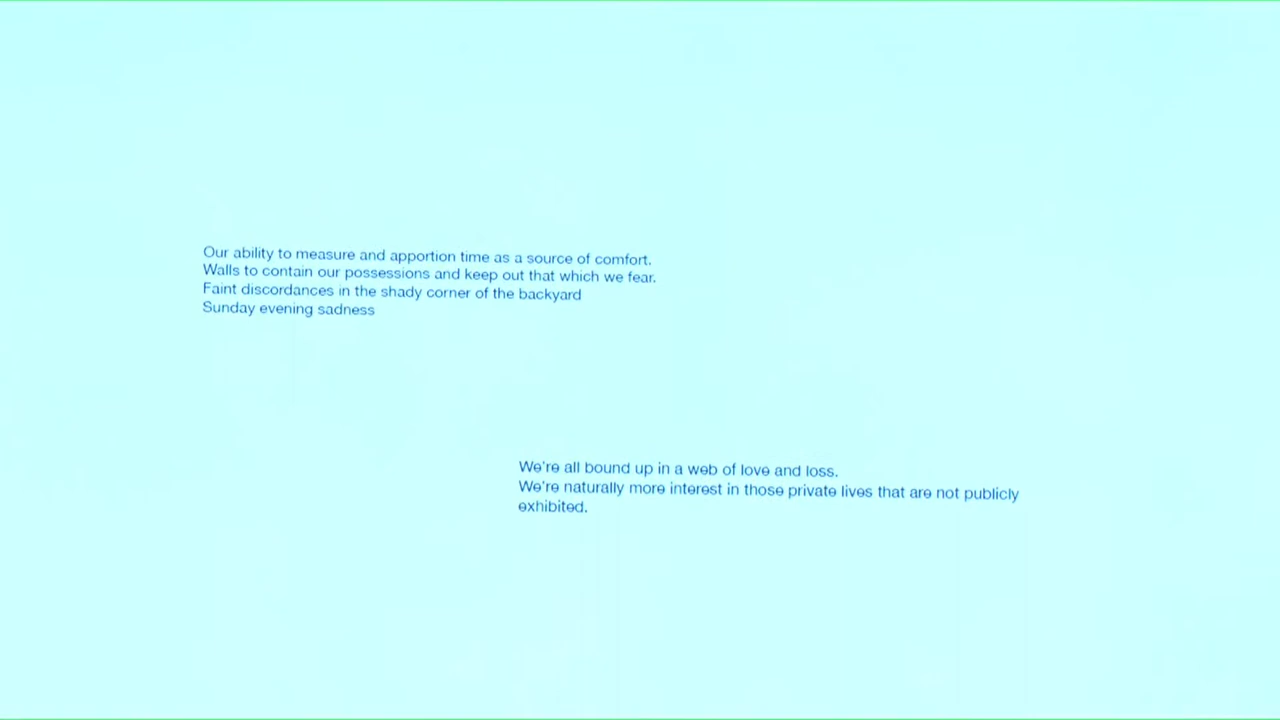 Our ability to measure and apportion time as a source of comfort.
Walls to contain our possessions and keep out that which we fear.
Faint discordances in the shady corner of the backyard
Sunday evening sadness
We're all bound up in a web of love and loss.
We're naturally more interest in those private lives that are not publicly
exhibited.